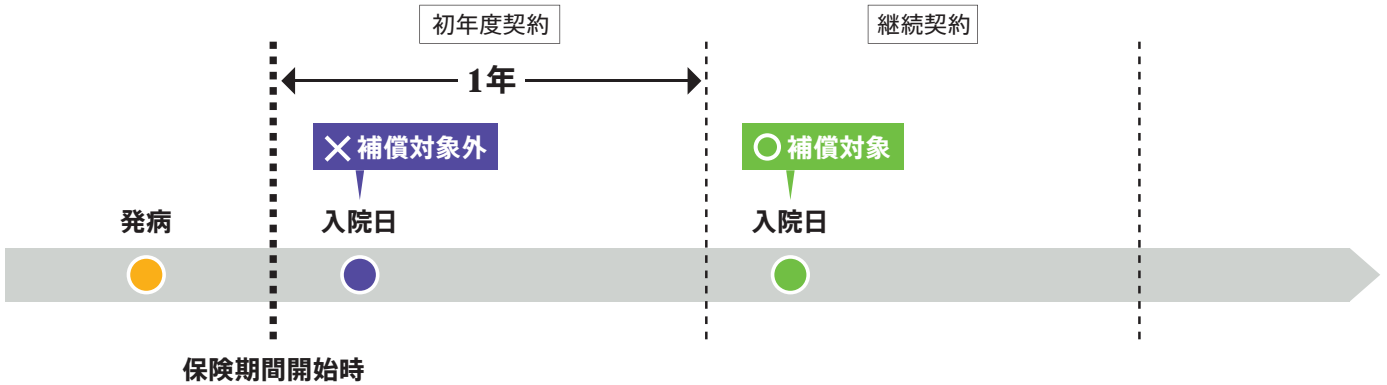 初年度契約
継続契約
1年
補償対象外
補償対象
発病
入院日
入院日
保険期間開始時